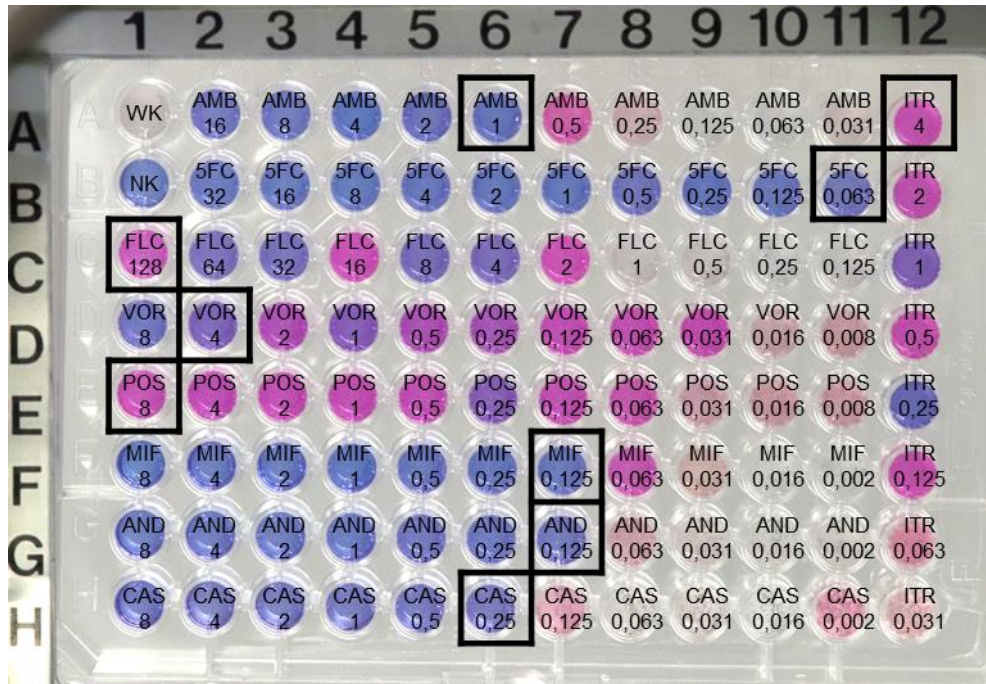 1 2 3 4 5 6 7 8 9 10 11 12
A WK AMB 16 AMB 8 AMB 4 AMB 2 AMB 1 AMB 0,5 AMB 0,25 AMB 0,125 AMB 0,063 AMB 0,031 ITR 4
B NK 5FC 32 5FC 16 5FC 8 5FC 4 5FC 2 5FC 1 5FC 0,5 5FC 0,25 5FC 0,125 5FC 0,063 ITR 2
C FLC 128 FLC 64 FLC 32 FLC 16 FLC 8 FLC 4 FLC 2 FLC 1 FLC 0,5 FLC 0,25 FLC 0,125 ITR 1
D VOR 8 VOR 4 VOR 2 VOR 1 VOR 0,5 VOR 0,25 VOR 0,125 VOR 0,063 VOR 0,031 VOR 0,016 VOR 0,008 ITR 0,5
E POS 8 POS 4 POS 2 POS 1 POS 0,5 POS 0,25 POS 0,125 POS 0,063 POS 0,031 POS 0,016 POS 0,008 ITR 0,25
F MIF 8 MIF 4 MIF 2 MIF 1 MIF 0,5 MIF 0,25 MIF 0,125 MIF 0,063 MIF 0,031 MIF 0,016 MIF 0,002 ITR 0,125
G AND 8 AND 4 AND 2 AND 1 AND 0,5 AND 0,25 AND 0,125 AND 0,063 AND 0,031 AND 0,016 AND 0,002 ITR 0,063
H CAS 8 CAS 4 CAS 2 CAS 1 CAS 0,5 CAS 0,25 CAS 0,125 CAS 0,063 CAS 0,031 CAS 0,016 CAS 0,002 ITR 0,031